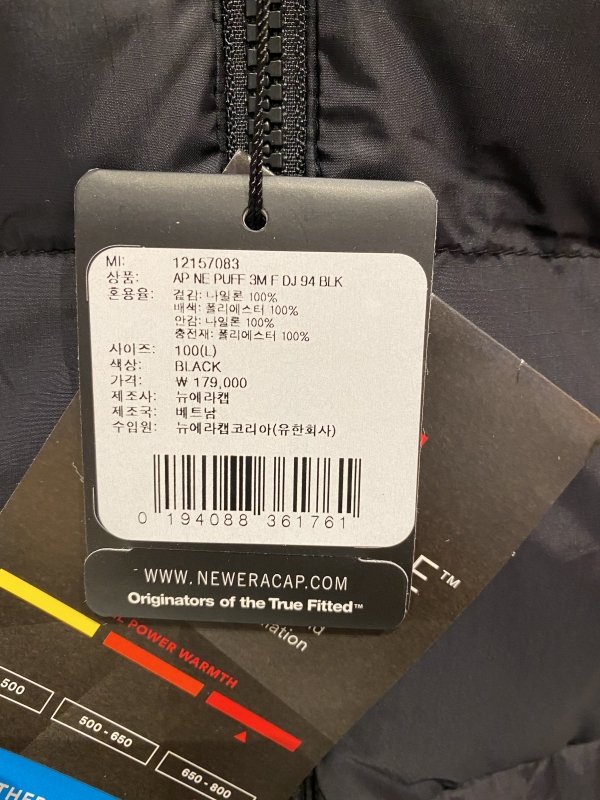 MI: 12157083
상품: AP NE PUFF 3M F DJ 94 BLK
혼용율: 겉감: 나일론 100%
배색: 폴리에스터 100%
안감: 나일론 100%
충전재: 폴리에스터 100%
사이즈: 100(L)
색상: BLACK
가격: ₩ 179,000
제조사: 뉴에라캡
제조국: 베트남
수입원: 뉴에라캡코리아(유한회사)
0 194088 361761
WWW.NEWERACAP.COM
Originators of the True Fitted™
POWER WARMTH
500
500 - 650
650 - 800